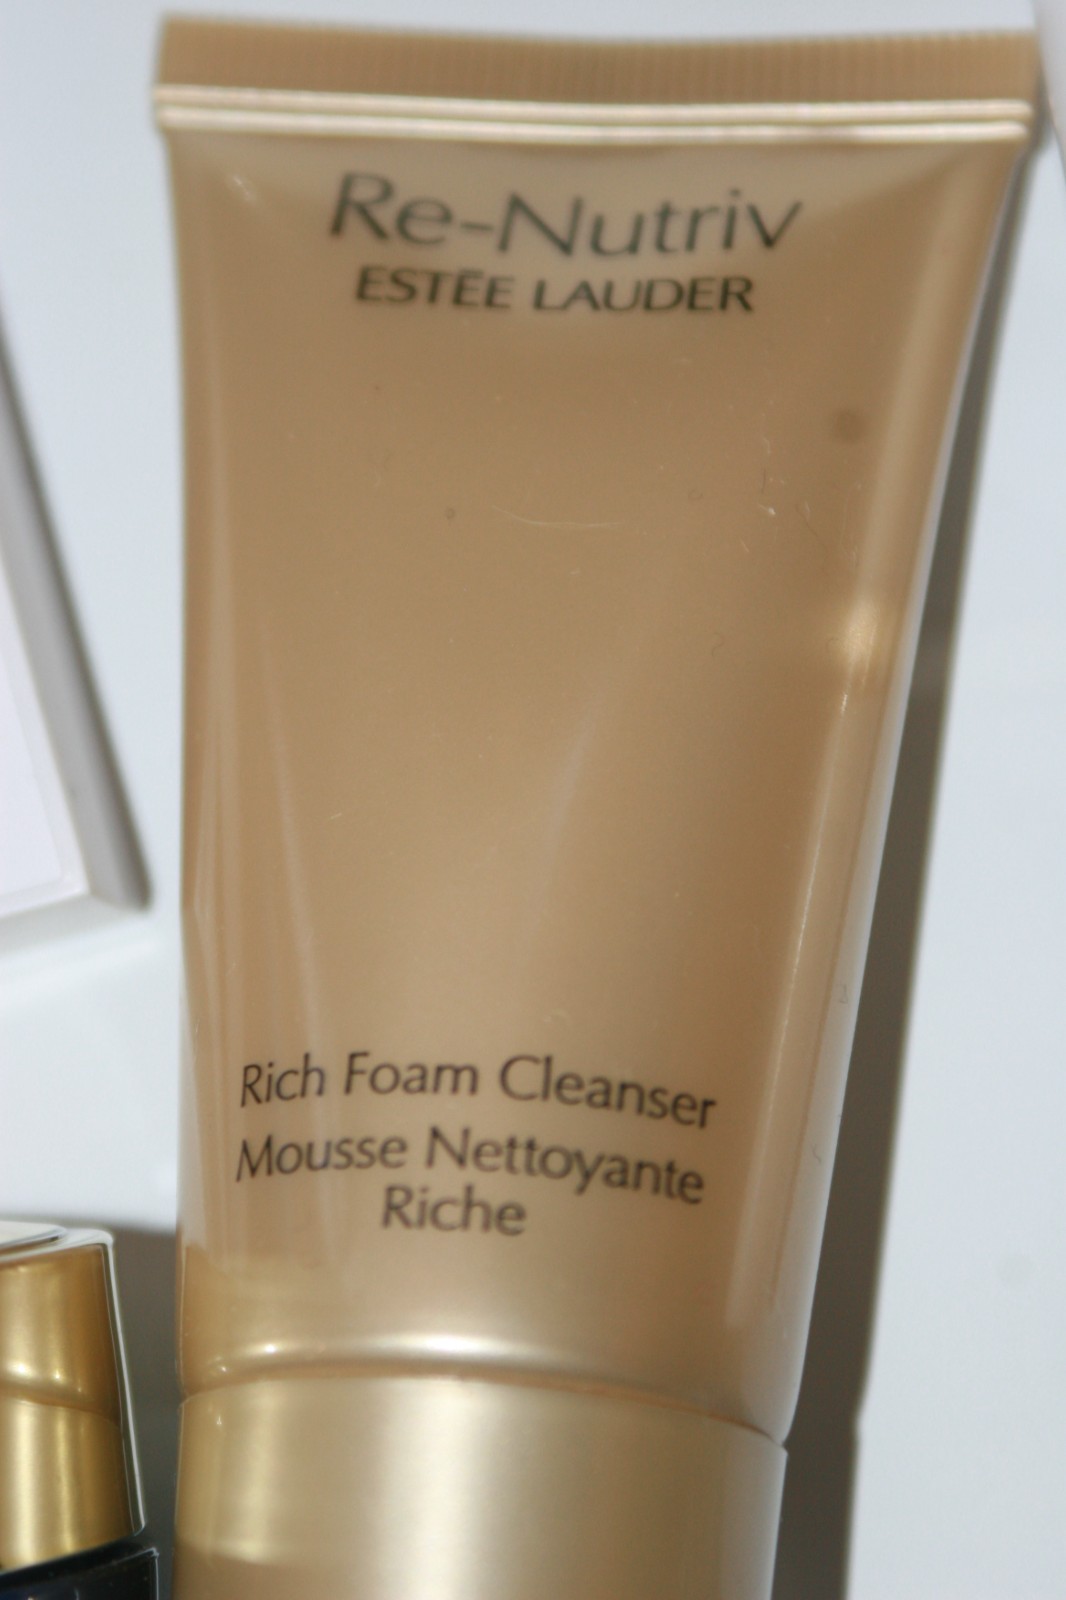 Re-Nutriv
ESTĒE LAUDER
Rich Foam Cleanser
Mousse Nettoyante
Riche